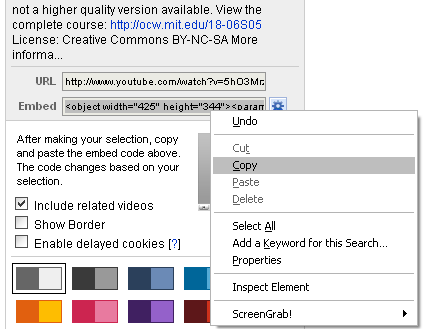 not a higher quality version available. View the
complete course: http://ocw.mit.edu/18-06S05
License: Creative Commons BY-NC-SA More
informa...
URL http://www.youtube.com/watch?v=5hO3Mr
Embed <object width="425" height="344"><param
After making your selection, copy
and paste the embed code above.
The code changes based on your
selection.
Include related videos
Show Border
Enable delayed cookies [?]
Undo
Cut
Copy
Paste
Delete
Select All
Add a Keyword for this Search...
Properties
Inspect Element
ScreenGrab!